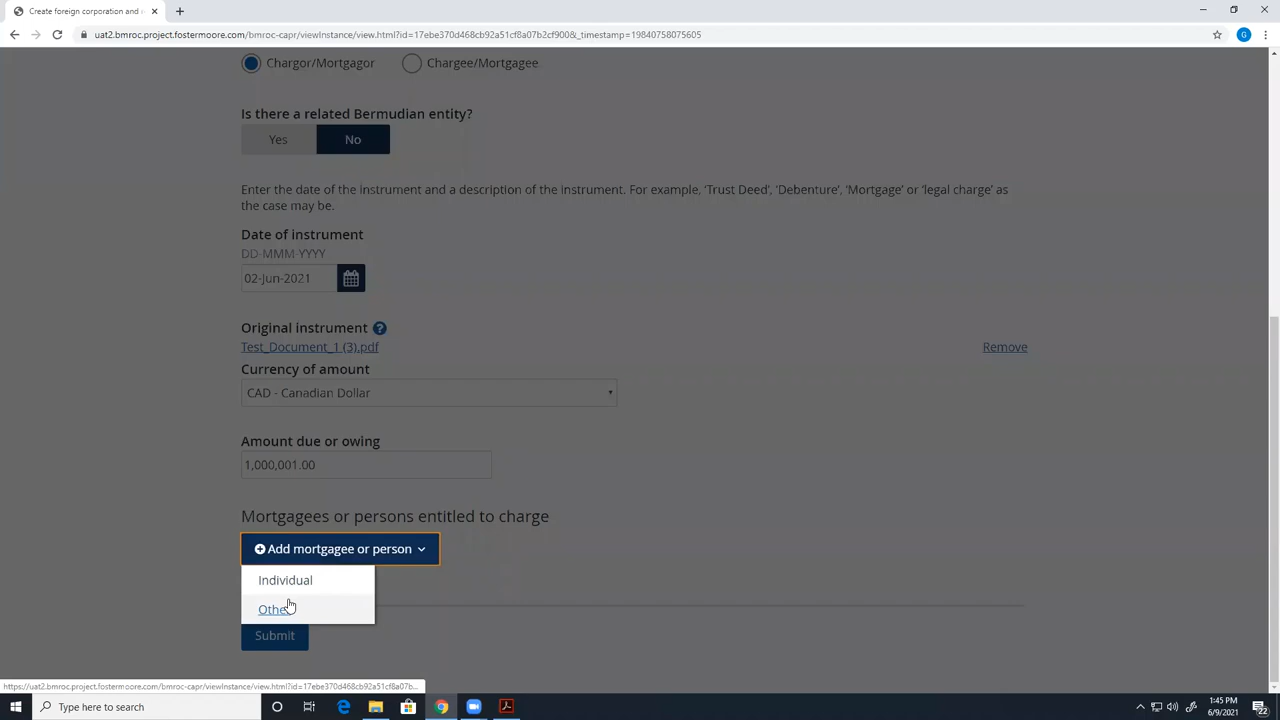 Create foreign corporation and r
uat2.bmroc.project.fostermoore.com/bmroc-capr/viewInstance/view.html?id=17ebe370d468cb92a51cf8a07b2cf900&_timestamp=19840758075605
G
Chargor/Mortgagor Chargee/Mortgagee
Is there a related Bermudian entity?
Yes No
Enter the date of the instrument and a description of the instrument. For example, 'Trust Deed', 'Debenture', 'Mortgage' or 'legal charge' as
the case may be.
Date of instrument
DD-MMM-YYYY
02-Jun-2021
Original instrument ?
Test_Document_1 (3).pdf Remove
Currency of amount
CAD - Canadian Dollar
Amount due or owing
1,000,001.00
Mortgagees or persons entitled to charge
Add mortgagee or person
Individual
Other
Submit
https://uat2.bmroc.project.fostermoore.com/bmroc-capr/viewInstance/view.html?id=17ebe370d468cb92a51cf8a07b...
Type here to search
1:45 PM
6/9/2021
22